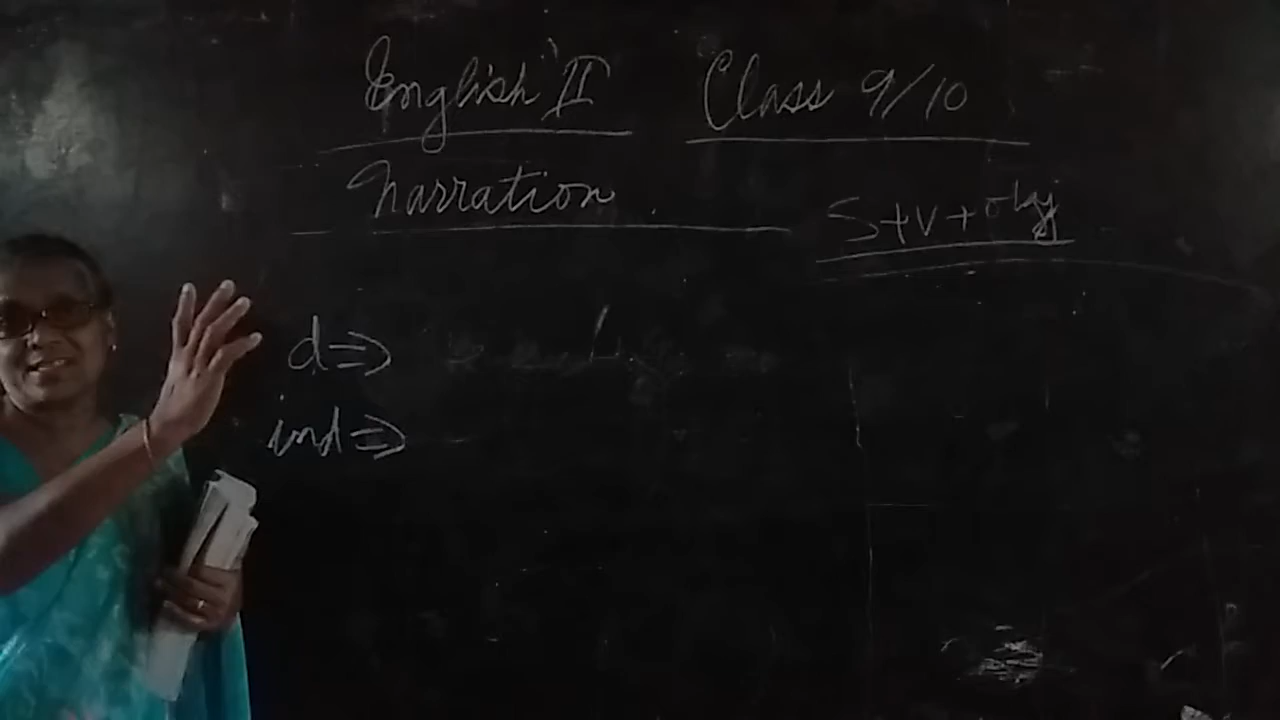 English II Class 9/10
Narration
S+V+obj
d⇒
ind⇒